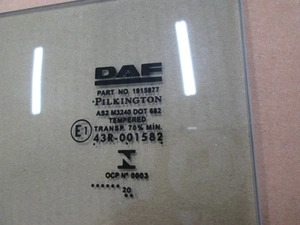 DAF
PART NO. 1915877
PILKINGTON
AS2 M3240 DOT 682
TEMPERED
TRANSP. 70% MIN.
E1 43R-001582
N
OCP Nº 0003
20